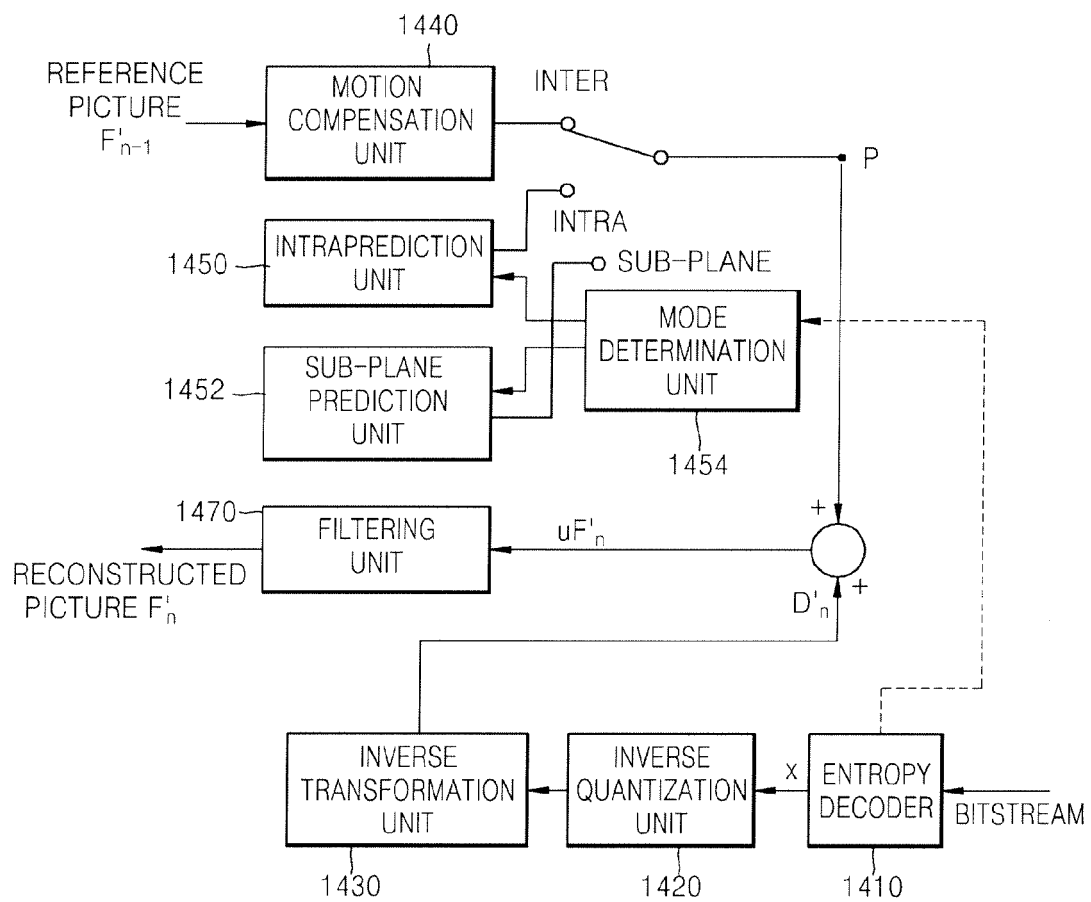 1440
REFERENCE
PICTURE
F'n-1
MOTION
COMPENSATION
UNIT
INTER
P
INTRA
1450
INTRAPREDICTION
UNIT
SUB-PLANE
1452
SUB-PLANE
PREDICTION
UNIT
MODE
DETERMINATION
UNIT
1454
1470
FILTERING
UNIT
uF'n
+
+
RECONSTRUCTED
PICTURE F'n
D'n
INVERSE
TRANSFORMATION
UNIT
INVERSE
QUANTIZATION
UNIT
x
ENTROPY
DECODER
BITSTREAM
1430
1420
1410